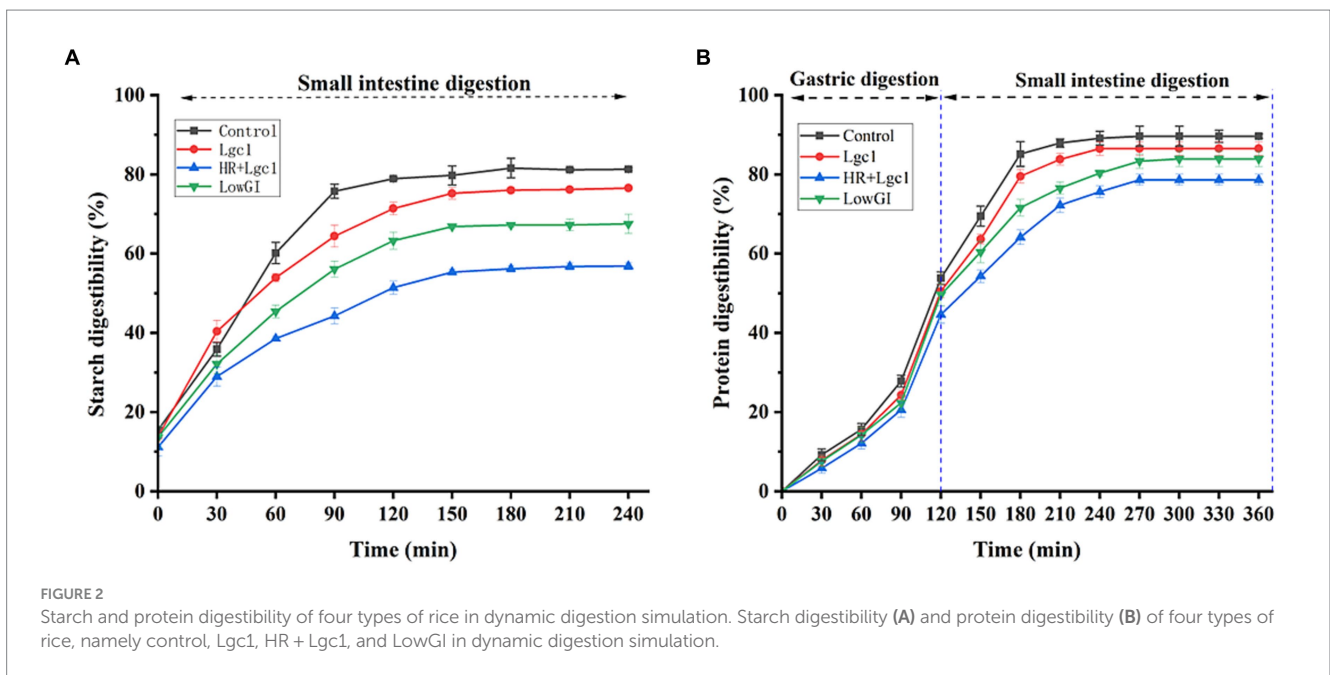 A
Small intestine digestion
100
80
60
40
20
0
Starch digestibility (%)
Control
Lgc1
HR+Lgc1
LowGI
0 30 60 90 120 150 180 210 240
Time (min)
B
Gastric digestion Small intestine digestion
100
80
60
40
20
0
Protein digestibility (%)
Control
Lgc1
HR+Lgc1
LowGI
0 30 60 90 120 150 180 210 240 270 300 330 360
Time (min)
FIGURE 2
Starch and protein digestibility of four types of rice in dynamic digestion simulation. Starch digestibility (A) and protein digestibility (B) of four types of
rice, namely control, Lgc1, HR + Lgc1, and LowGI in dynamic digestion simulation.